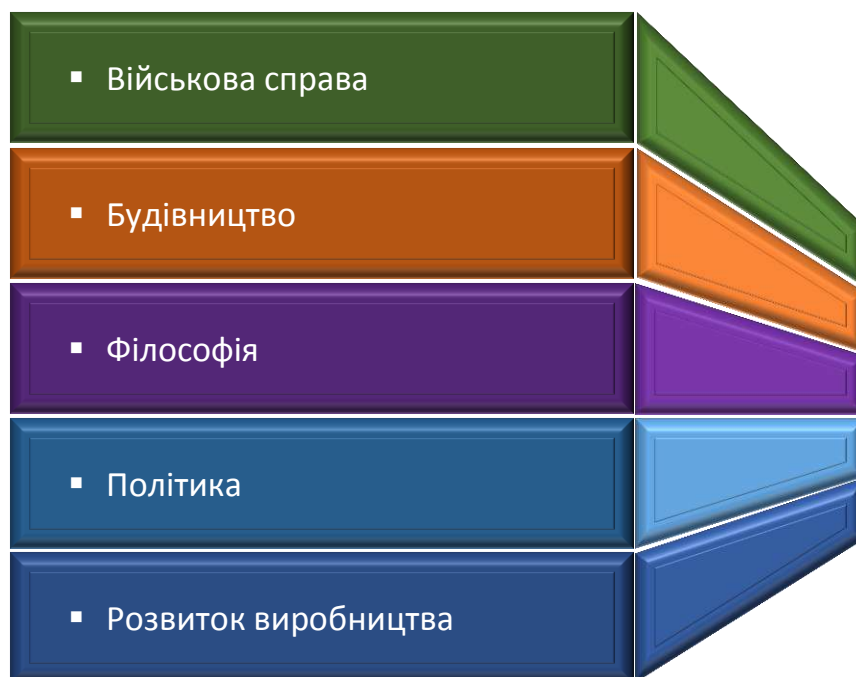 ▪ Військова справа
▪ Будівництво
▪ Філософія
▪ Політика
▪ Розвиток виробництва